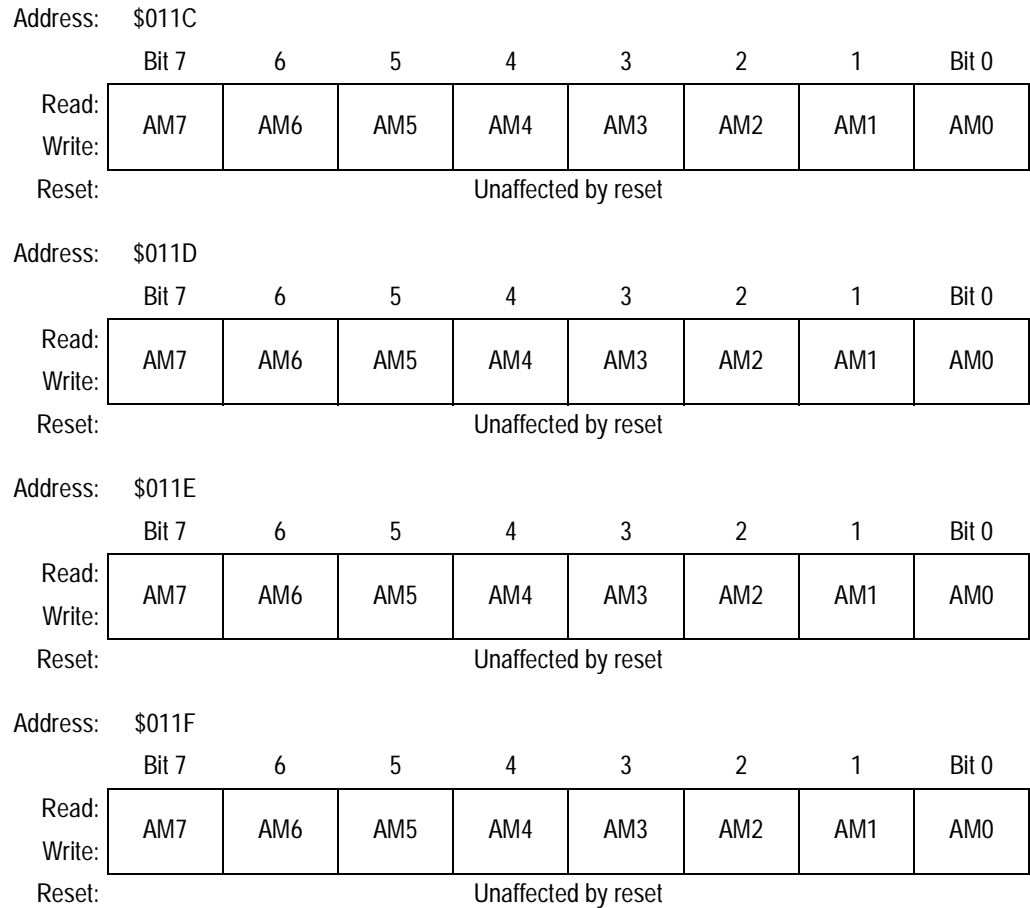 Address: $011C
Bit 7 6 5 4 3 2 1 Bit 0
Read:
AM7 AM6 AM5 AM4 AM3 AM2 AM1 AM0
Write:
Reset: Unaffected by reset
Address: $011D
Bit 7 6 5 4 3 2 1 Bit 0
Read:
AM7 AM6 AM5 AM4 AM3 AM2 AM1 AM0
Write:
Reset: Unaffected by reset
Address: $011E
Bit 7 6 5 4 3 2 1 Bit 0
Read:
AM7 AM6 AM5 AM4 AM3 AM2 AM1 AM0
Write:
Reset: Unaffected by reset
Address: $011F
Bit 7 6 5 4 3 2 1 Bit 0
Read:
AM7 AM6 AM5 AM4 AM3 AM2 AM1 AM0
Write:
Reset: Unaffected by reset